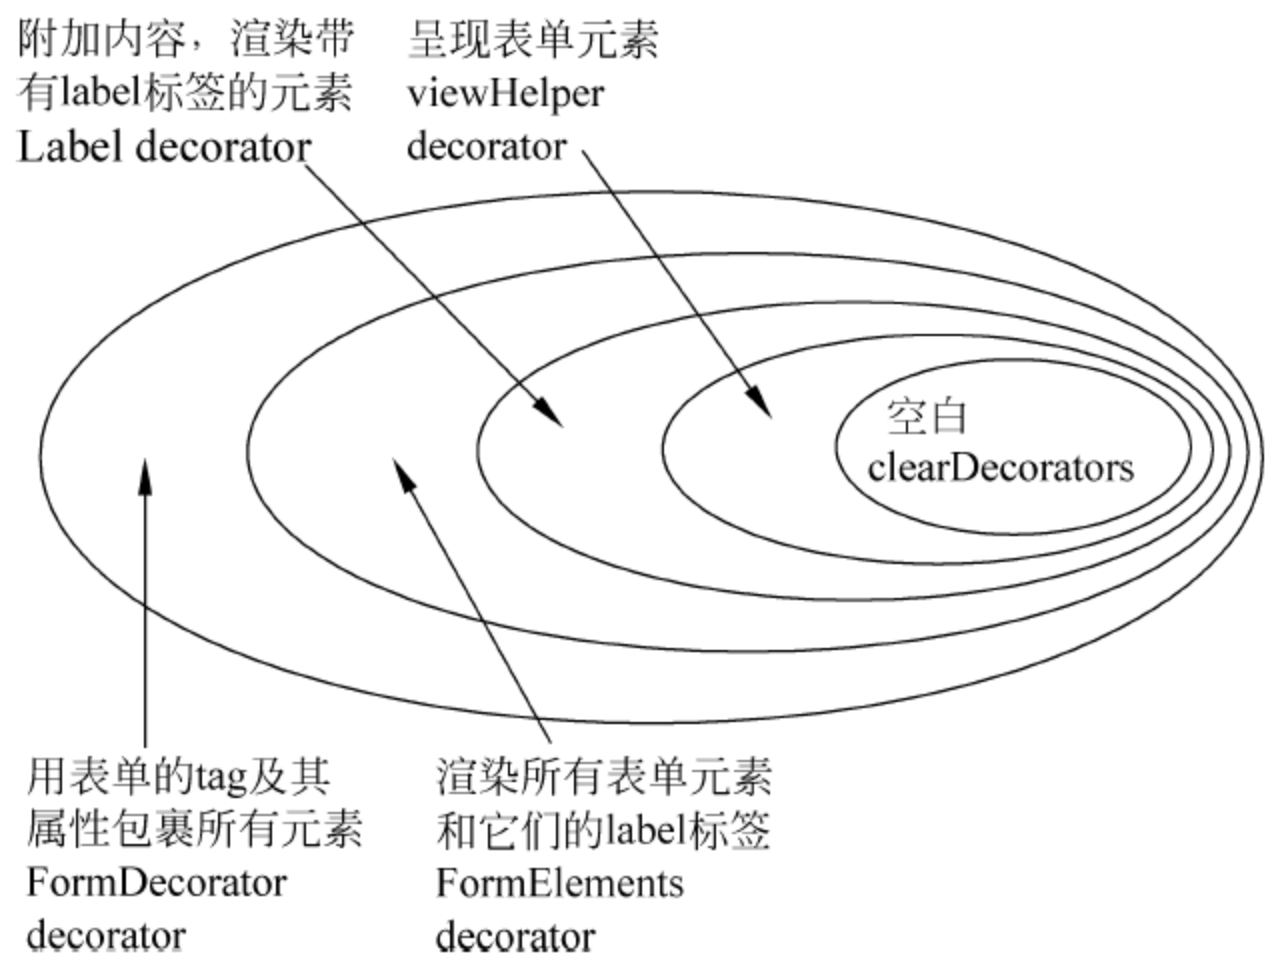 附加内容，渲染带
有label标签的元素
Label decorator
呈现表单元素
viewHelper
decorator
空白
clearDecorators
用表单的tag及其
属性包裹所有元素
FormDecorator
decorator
渲染所有表单元素
和它们的label标签
FormElements
decorator